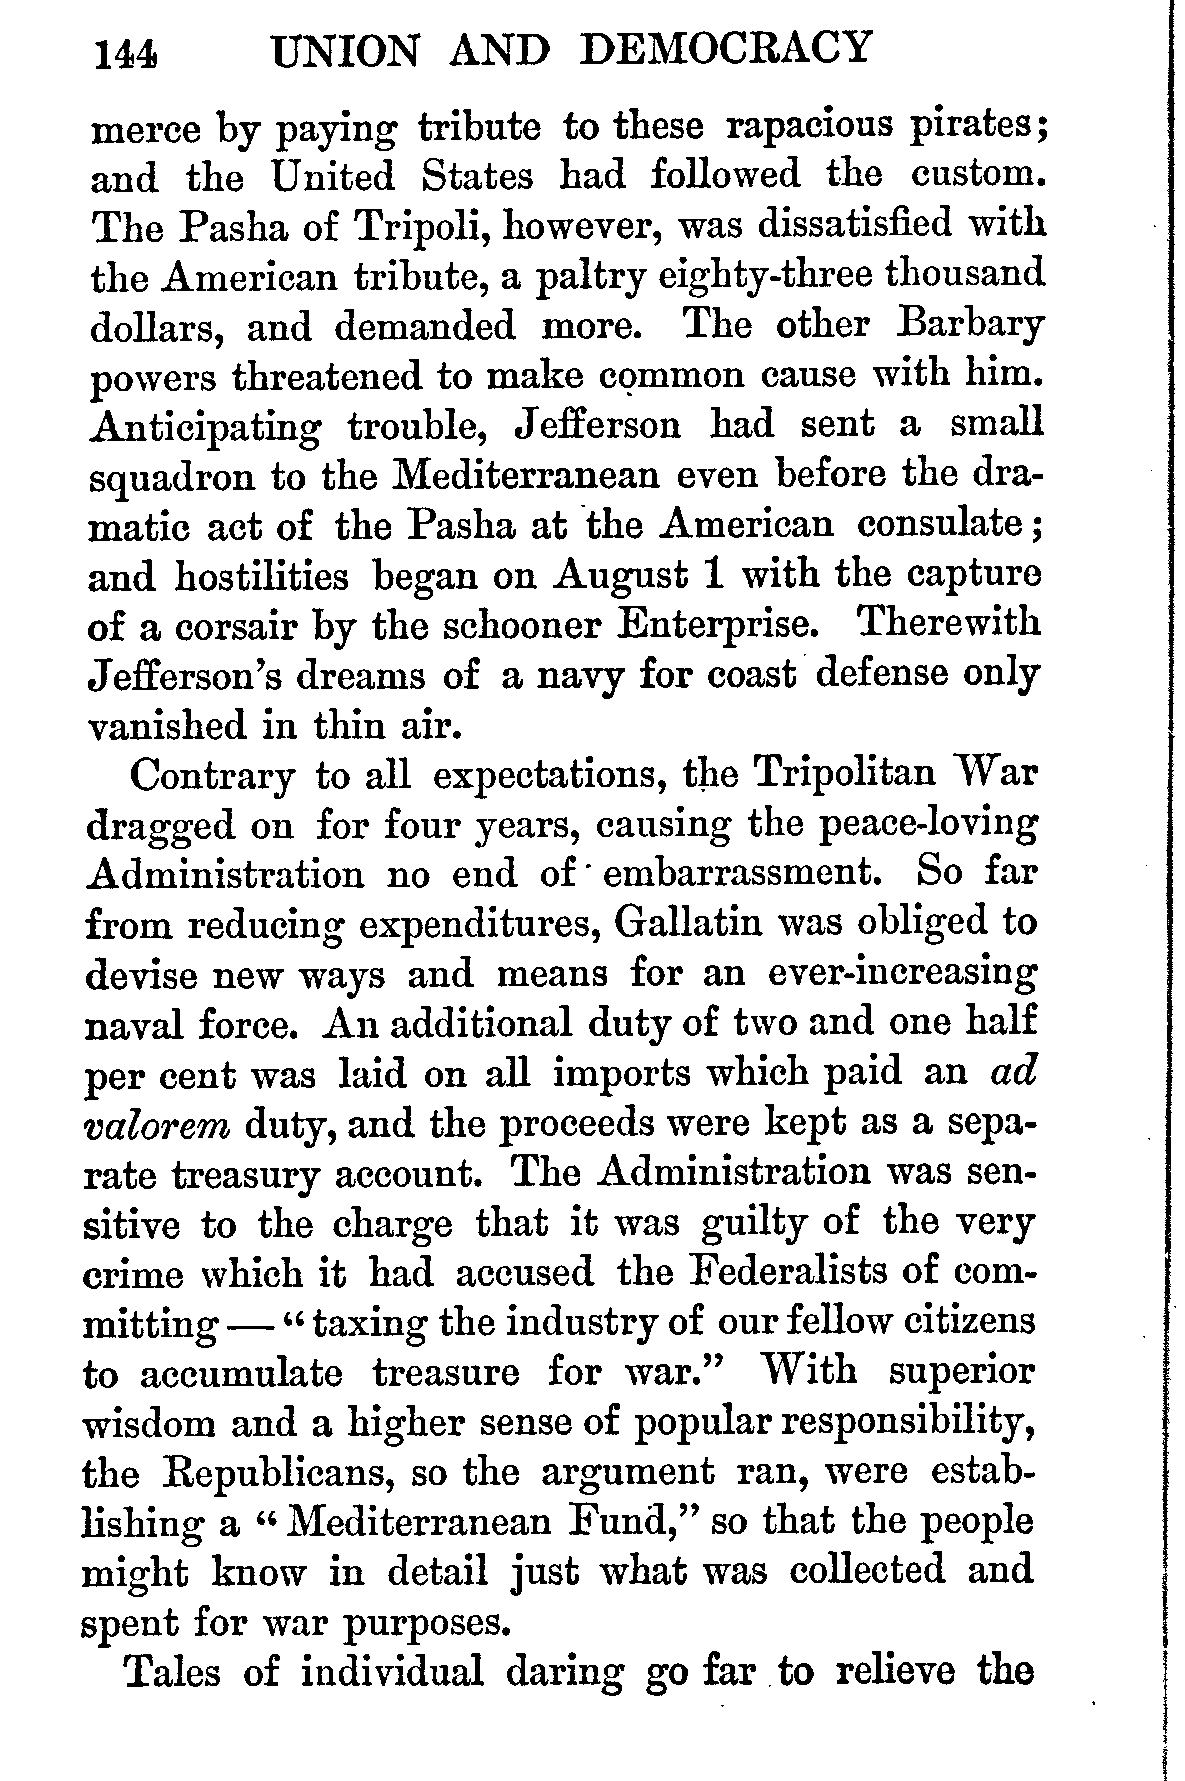 144 UNION AND DEMOCRACY
merce by paying tribute to these rapacious pirates;
and the United States had followed the custom.
The Pasha of Tripoli, however, was dissatisfied with
the American tribute, a paltry eighty-three thousand
dollars, and demanded more. The other Barbary
powers threatened to make common cause with him.
Anticipating trouble, Jefferson had sent a small
squadron to the Mediterranean even before the dra-
matic act of the Pasha at the American consulate;
and hostilities began on August 1 with the capture
of a corsair by the schooner Enterprise. Therewith
Jefferson's dreams of a navy for coast defense only
vanished in thin air.
Contrary to all expectations, the Tripolitan War
dragged on for four years, causing the peace-loving
Administration no end of embarrassment. So far
from reducing expenditures, Gallatin was obliged to
devise new ways and means for an ever-increasing
naval force. An additional duty of two and one half
per cent was laid on all imports which paid an ad
valorem duty, and the proceeds were kept as a sepa-
rate treasury account. The Administration was sen-
sitive to the charge that it was guilty of the very
crime which it had accused the Federalists of com-
mitting — "taxing the industry of our fellow citizens
to accumulate treasure for war." With superior
wisdom and a higher sense of popular responsibility,
the Republicans, so the argument ran, were estab-
lishing a "Mediterranean Fund," so that the people
might know in detail just what was collected and
spent for war purposes.
Tales of individual daring go far to relieve the